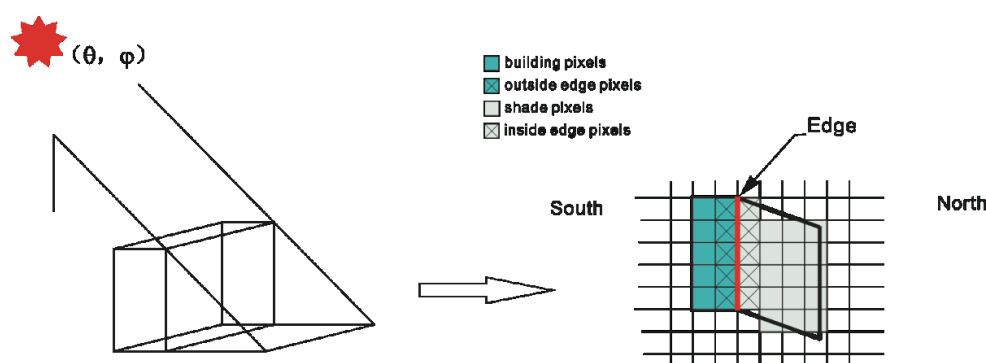 (θ, φ)
building pixels
outside edge pixels
shade pixels
inside edge pixels
Edge
South
North